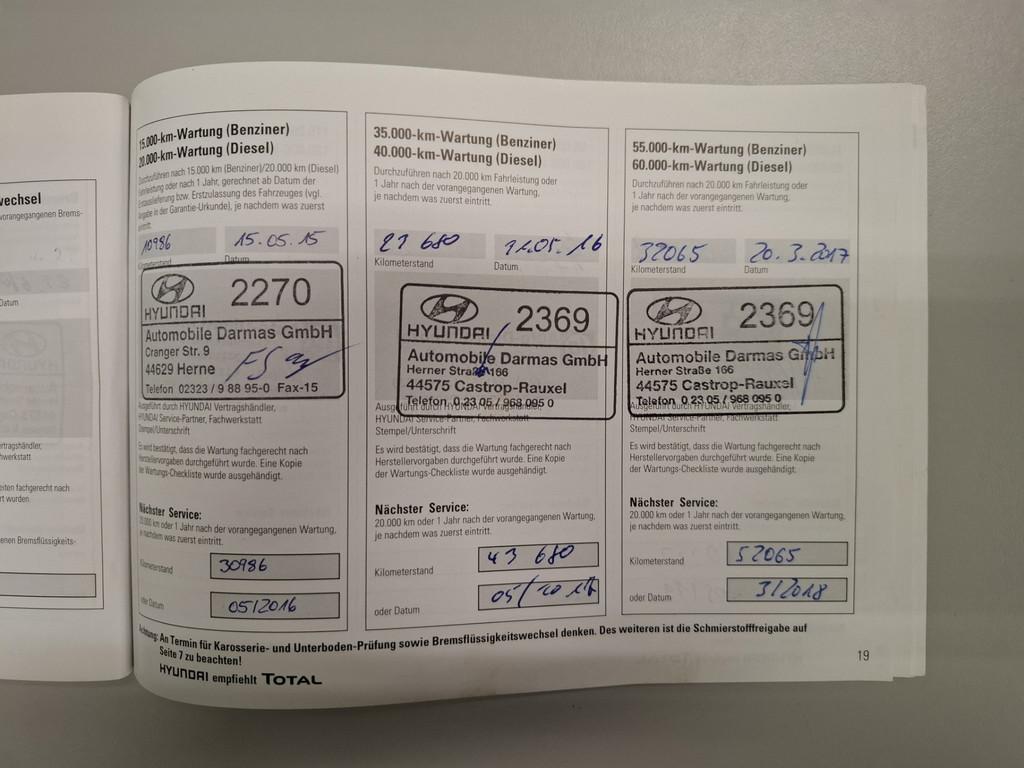 wechsel
vorangegangenen Brems-
Datum
ertragshändler,
chwerkstatt
eiten fachgerecht nach
rt wurden.
enen Bremsflüssigkeits-
15.000-km-Wartung (Benziner)
20.000-km-Wartung (Diesel)
Durchzuführen nach 15.000 km (Benziner)/20.000 km (Diesel)
Fahrleistung oder nach 1 Jahr, gerechnet ab Datum der
Erstauslieferung bzw. Erstzulassung des Fahrzeuges (vgl.
Angabe in der Garantie-Urkunde), je nachdem was zuerst
eintritt.
10986 15.05.15
Datum
HYUNDAI 2270
Automobile Darmas GmbH
Cranger Str. 9
44629 Herne
Telefon 02323 / 9 88 95-0 Fax-15
Ausgeführt durch HYUNDAI Vertragshändler,
HYUNDAI Service-Partner, Fachwerkstatt
Stempel/Unterschrift
Es wird bestätigt, dass die Wartung fachgerecht nach
Herstellervorgaben durchgeführt wurde. Eine Kopie
der Wartungs-Checkliste wurde ausgehändigt.
Nächster Service:
20.000 km oder 1 Jahr nach der vorangegangenen Wartung,
je nachdem was zuerst eintritt.
Kilometerstand 30986
oder Datum 05/2016
35.000-km-Wartung (Benziner)
40.000-km-Wartung (Diesel)
Durchzuführen nach 20.000 km Fahrleistung oder
1 Jahr nach der vorangegangenen Wartung,
je nachdem was zuerst eintritt.
680 16
Kilometerstand Datum
HYUNDAI 2369
Automobile Darmas GmbH
Herner Straße 166
44575 Castrop-Rauxel
Telefon 0 23 05 / 968 095 0
Ausgeführt durch HYUNDAI Vertragshändler,
HYUNDAI Service-Partner, Fachwerkstatt
Stempel/Unterschrift
Es wird bestätigt, dass die Wartung fachgerecht nach
Herstellervorgaben durchgeführt wurde. Eine Kopie
der Wartungs-Checkliste wurde ausgehändigt.
Nächster Service:
20.000 km oder 1 Jahr nach der vorangegangenen Wartung,
je nachdem was zuerst eintritt.
Kilometerstand 43 680
oder Datum
55.000-km-Wartung (Benziner)
60.000-km-Wartung (Diesel)
Durchzuführen nach 20.000 km Fahrleistung oder
1 Jahr nach der vorangegangenen Wartung,
je nachdem was zuerst eintritt.
32065 20.3.2017
Kilometerstand Datum
HYUNDAI 2369
Automobile Darmas GmbH
Herner Straße 166
44575 Castrop-Rauxel
Telefon 0 23 05 / 968 095 0
Ausgeführt durch HYUNDAI Vertragshändler,
HYUNDAI Service-Partner, Fachwerkstatt
Stempel/Unterschrift
Es wird bestätigt, dass die Wartung fachgerecht nach
Herstellervorgaben durchgeführt wurde. Eine Kopie
der Wartungs-Checkliste wurde ausgehändigt.
Nächster Service:
20.000 km oder 1 Jahr nach der vorangegangenen Wartung,
je nachdem was zuerst eintritt.
Kilometerstand 52065
oder Datum 3/2018
Achtung: An Termin für Karosserie- und Unterboden-Prüfung sowie Bremsflüssigkeitswechsel denken. Des weiteren ist die Schmierstofffreigabe auf
Seite 7 zu beachten!
HYUNDAI empfiehlt TOTAL
19